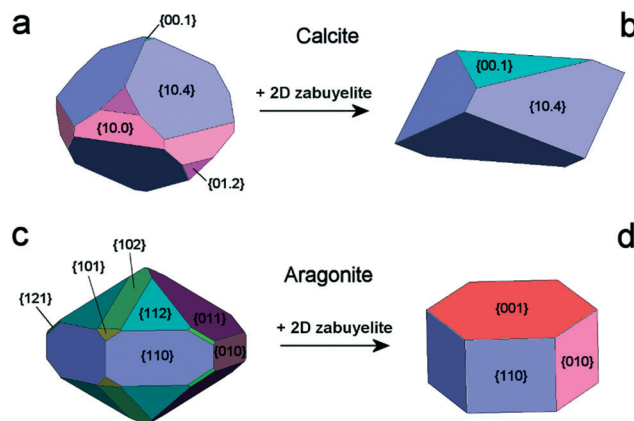 a
{00.1}
Calcite
b
{10.4}
{10.0}
{01.2}
+ 2D zabuyelite
{00.1}
{10.4}
c
{102}
{101}
{121}
{112}
{011}
{110}
{010}
Aragonite
+ 2D zabuyelite
d
{001}
{110}
{010}